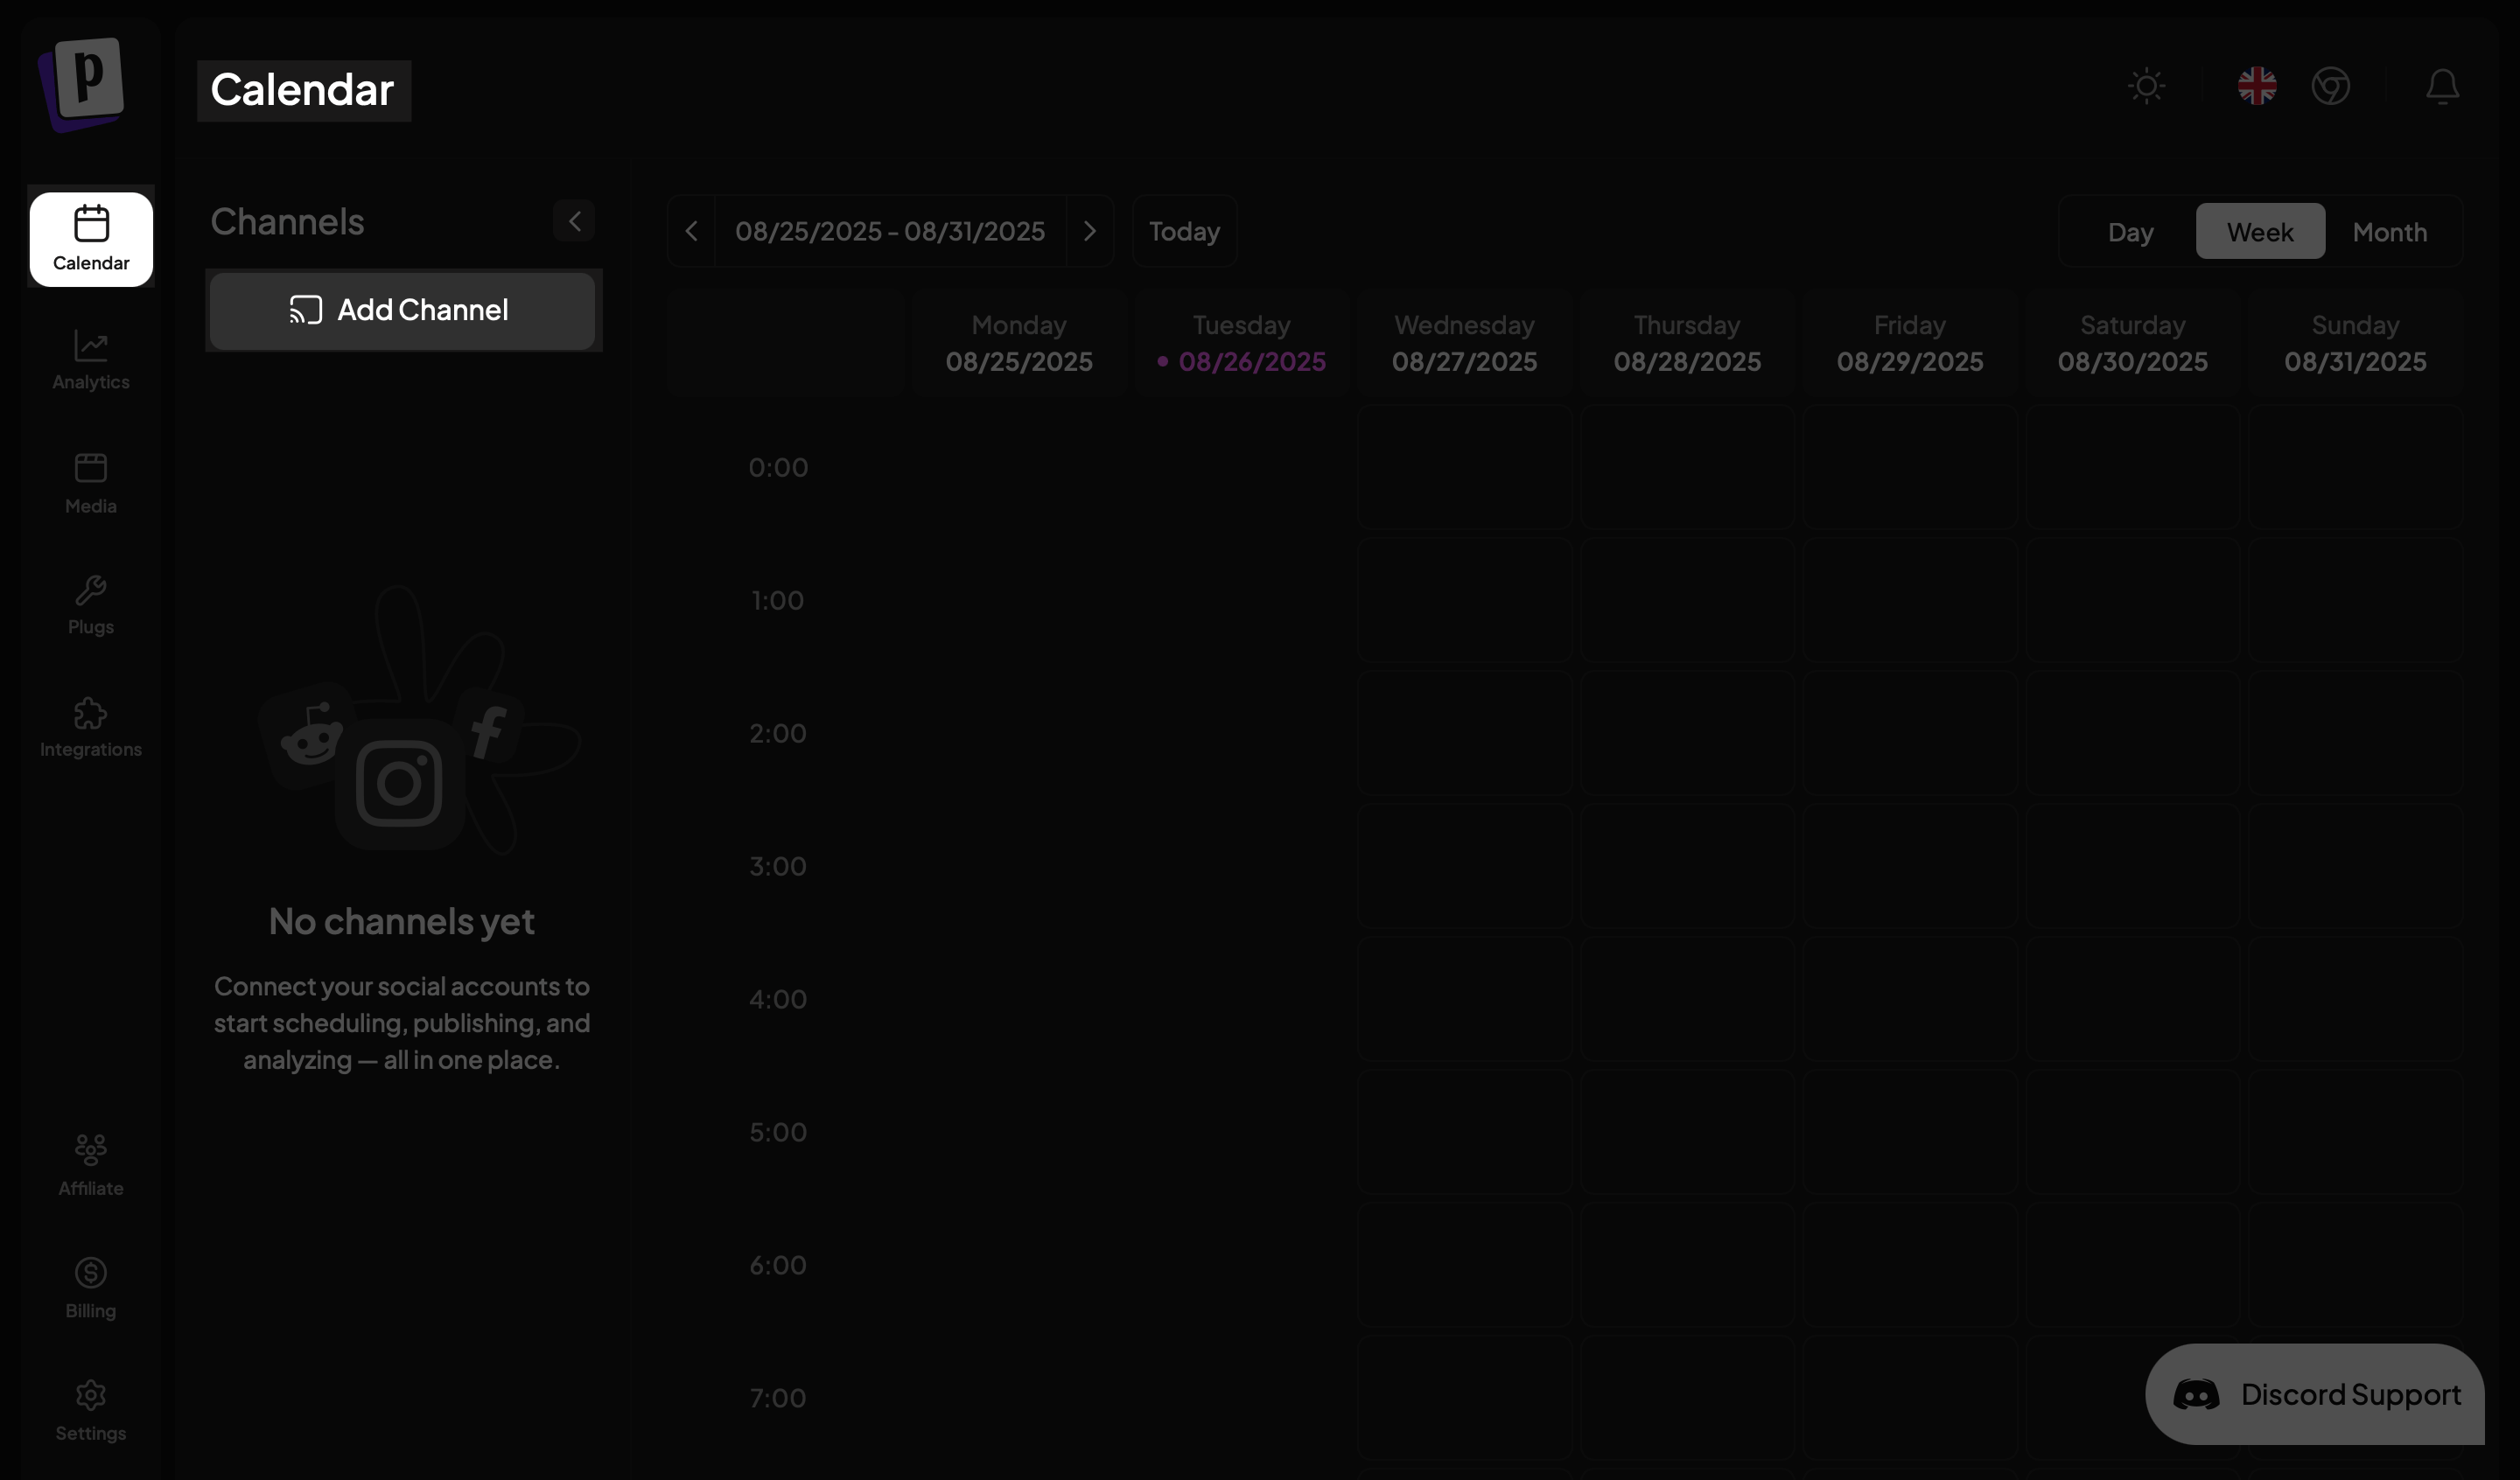 p
Calendar
Calendar
Analytics
Media
Plugs
Integrations
Affiliate
Billing
Settings
Channels
Add Channel
No channels yet
Connect your social accounts to
start scheduling, publishing, and
analyzing — all in one place.
08/25/2025 - 08/31/2025
Today
Day Week Month
Monday Tuesday Wednesday Thursday Friday Saturday Sunday
08/25/2025 08/26/2025 08/27/2025 08/28/2025 08/29/2025 08/30/2025 08/31/2025
0:00
1:00
2:00
3:00
4:00
5:00
6:00
7:00
Discord Support